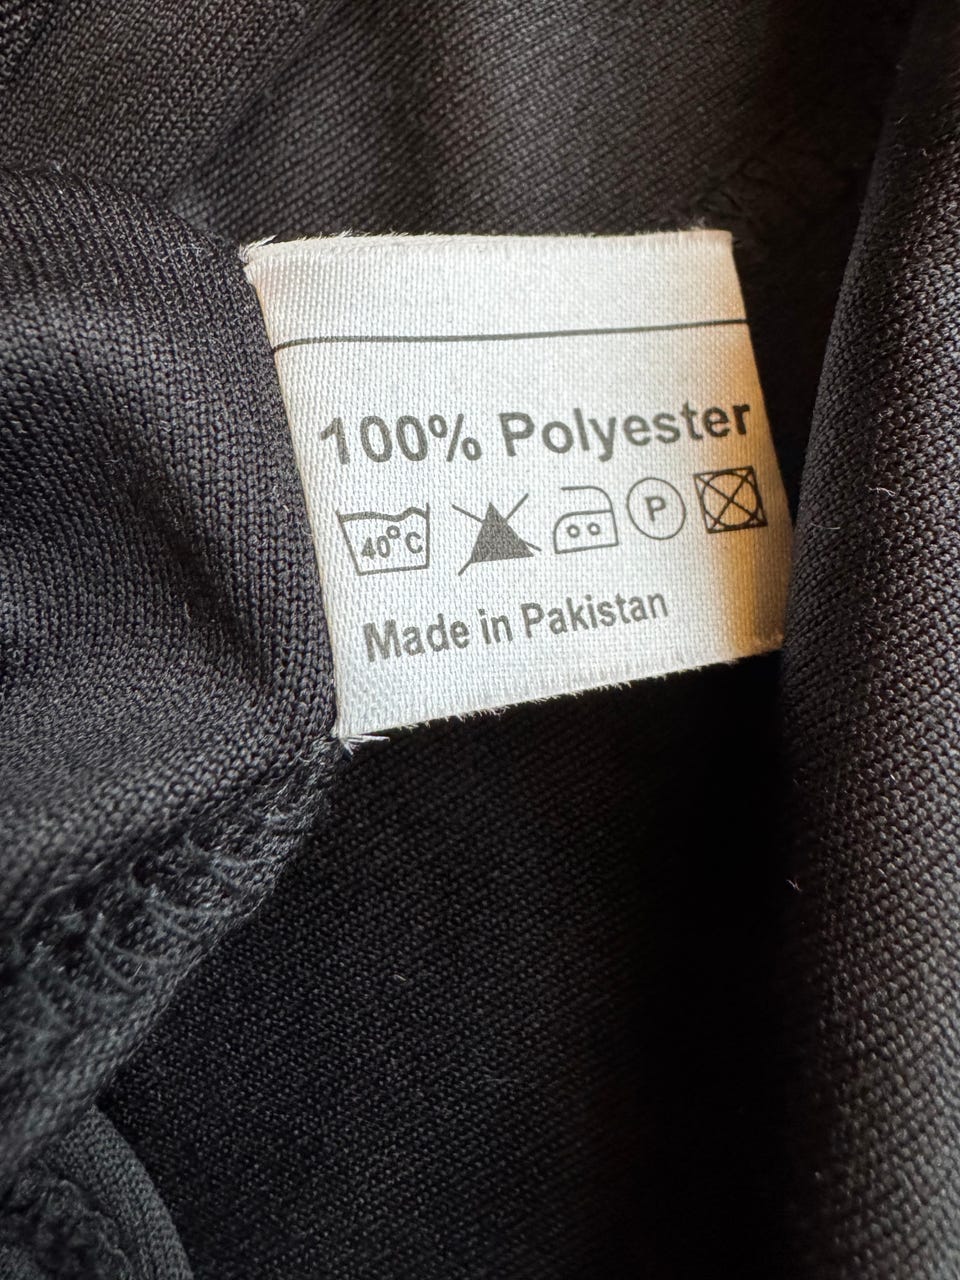 100% Polyester
40°C P
Made in Pakistan